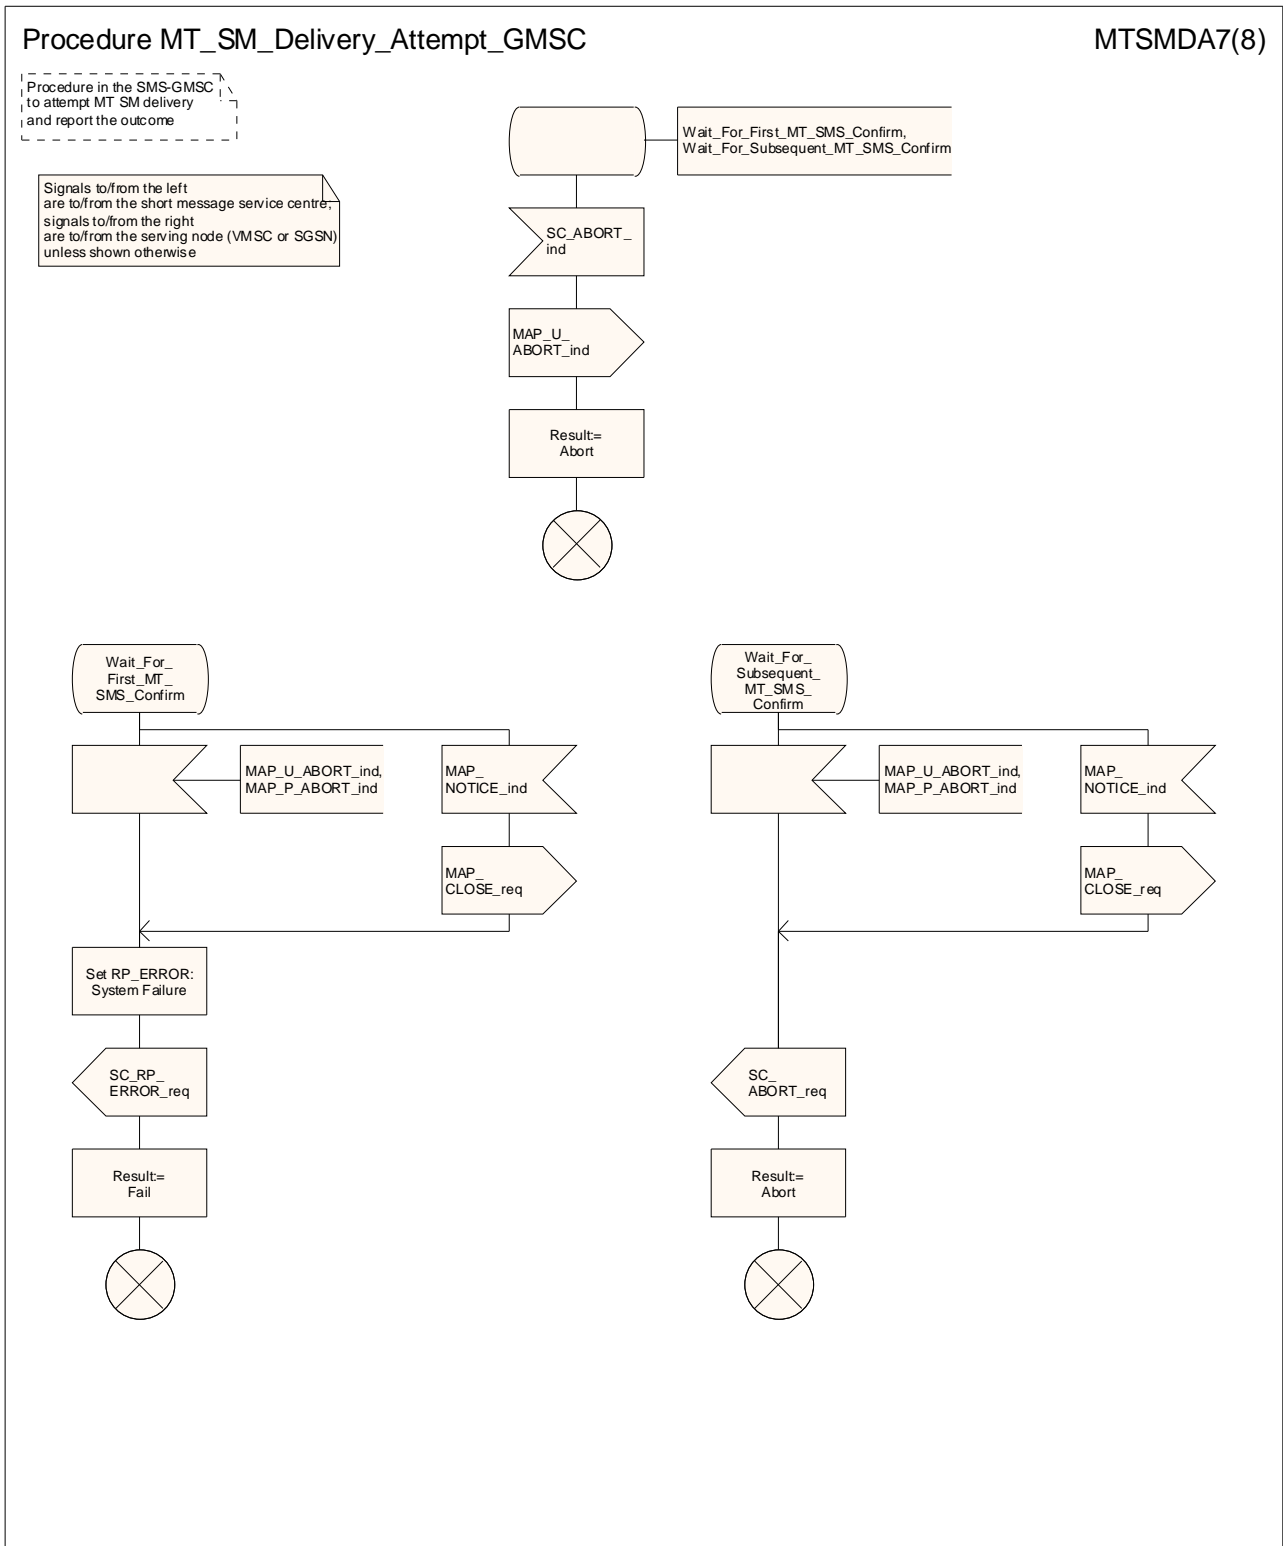 Procedure MT_SM_Delivery_Attempt_GMSC
MTSMDA7(8)
Procedure in the SMS-GMSC
to attempt MT SM delivery
and report the outcome
Signals to/from the left
are to/from the short message service centre;
signals to/from the right
are to/from the serving node (VMSC or SGSN)
unless shown otherwise
Wait_For_First_MT_SMS_Confirm,
Wait_For_Subsequent_MT_SMS_Confirm
SC_ABORT_
ind
MAP_U_
ABORT_ind
Result:=
Abort
Wait_For_
First_MT_
SMS_Confirm
MAP_U_ABORT_ind,
MAP_P_ABORT_ind
MAP_
NOTICE_ind
MAP_
CLOSE_req
Set RP_ERROR:
System Failure
SC_RP_
ERROR_req
Result:=
Fail
Wait_For_
Subsequent_
MT_SMS_
Confirm
MAP_U_ABORT_ind,
MAP_P_ABORT_ind
MAP_
NOTICE_ind
MAP_
CLOSE_req
SC_
ABORT_req
Result:=
Abort